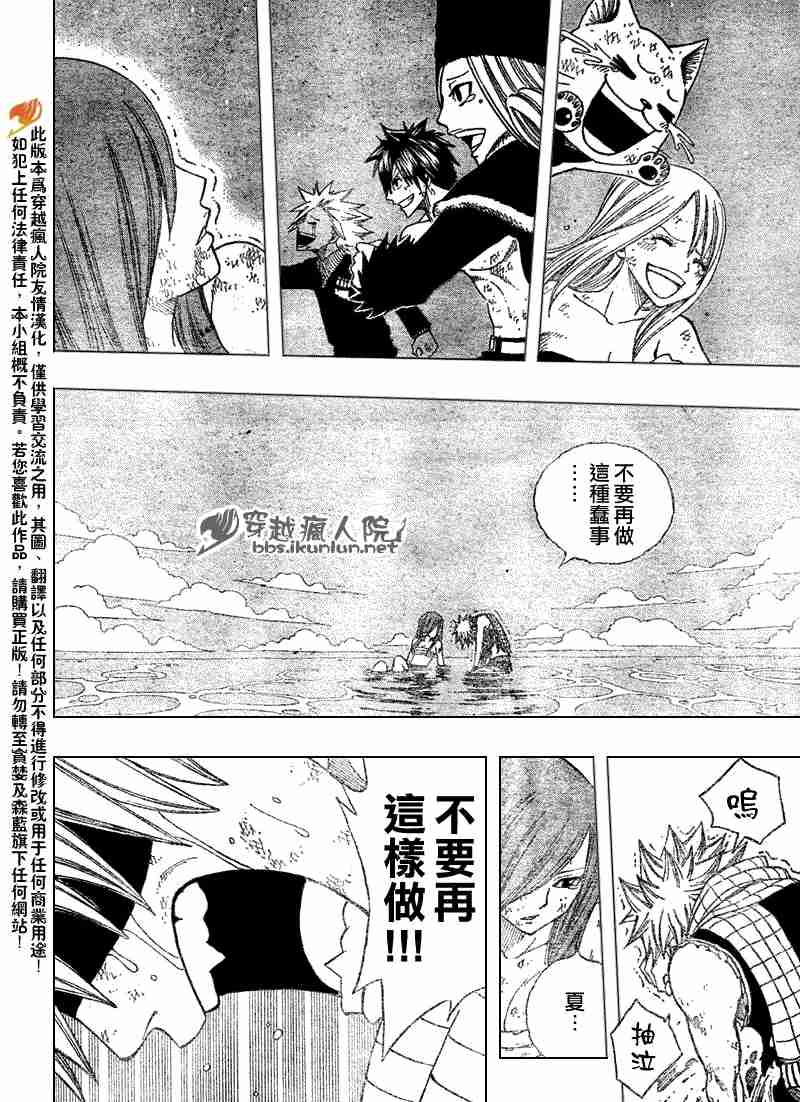 不要再做
這種蠢事
……
穿越瘋人院
bbs.ikunlun.net
嗚
抽泣
夏…
不要再
這樣做!!!
此版本爲穿越瘋人院友情漢化，僅供學習交流之用，其圖、翻譯以及任何部分不得進行修改或用于任何商業用途！
如犯上任何法律責任，本小組概不負責。若您喜歡此作品，請購買正版！請勿轉至貪婪及森藍旗下任何網站！